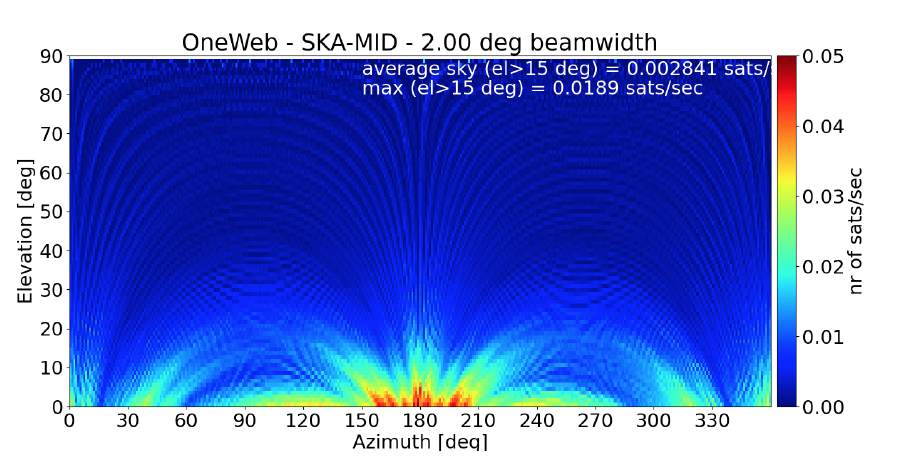 OneWeb - SKA-MID - 2.00 deg beamwidth
average sky (el>15 deg) = 0.002841 sats/s
max (el>15 deg) = 0.0189 sats/sec
90
80
70
60
50
40
30
20
10
0
Elevation [deg]
0 30 60 90 120 150 180 210 240 270 300 330
Azimuth [deg]
0.05
0.04
0.03
0.02
0.01
0.00
nr of sats/sec